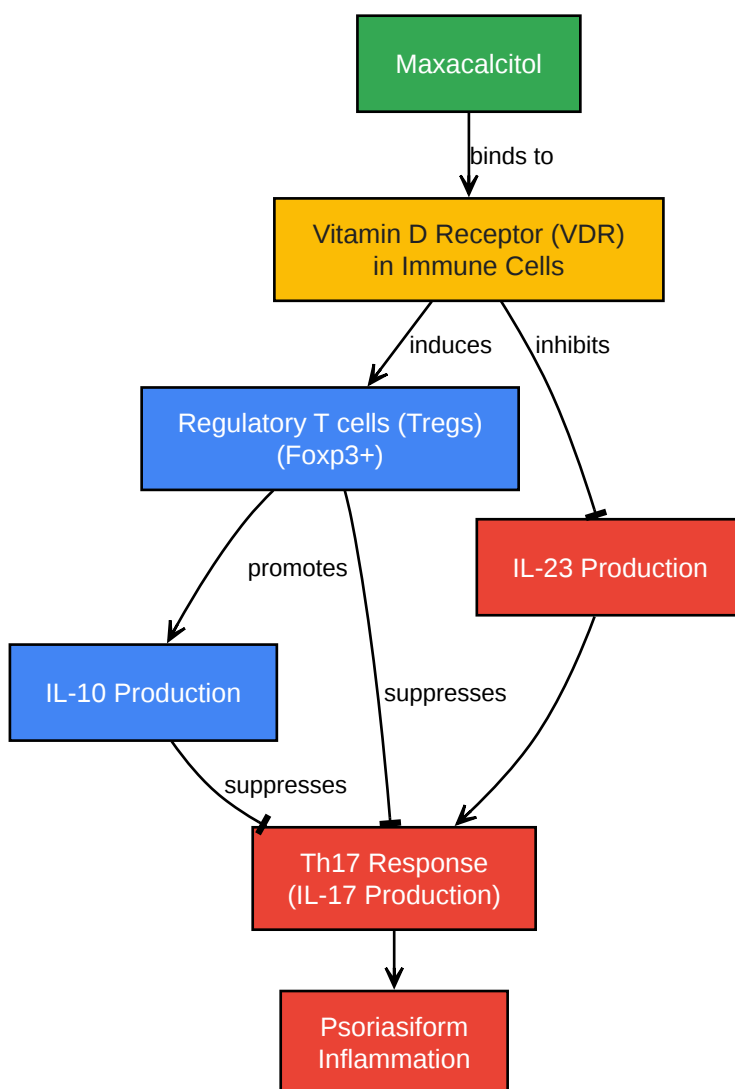 Maxacalcitol
binds to
Vitamin D Receptor (VDR)
in Immune Cells
induces
inhibits
Regulatory T cells (Tregs)
(Foxp3+)
promotes
IL-23 Production
IL-10 Production
suppresses
suppresses
Th17 Response
(IL-17 Production)
Psoriasiform
Inflammation